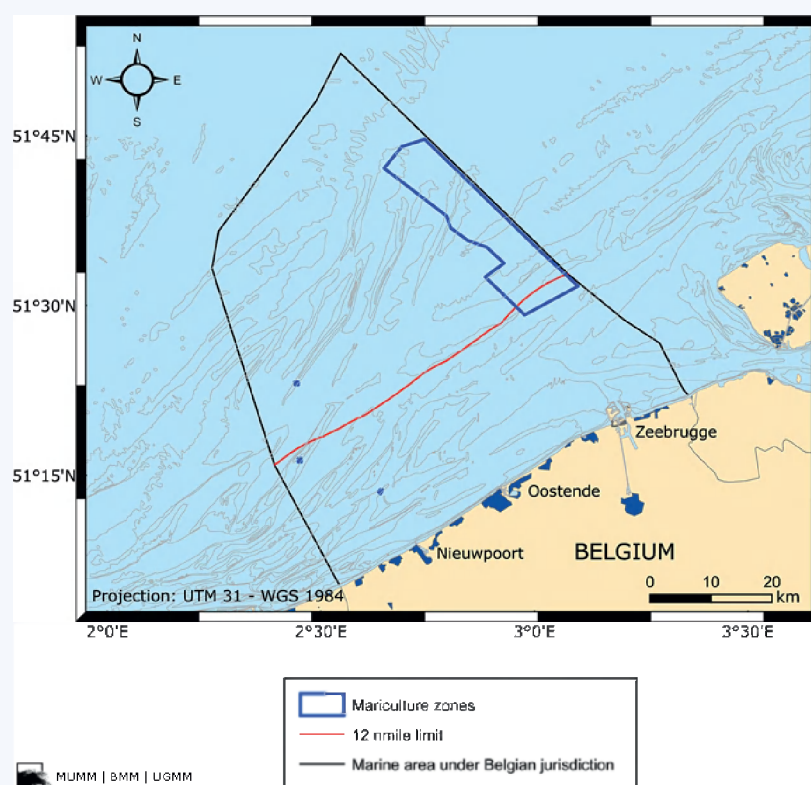 N
W E
S
51°45'N
51°30'N
51°15'N
Zeebrugge
Oostende
Nieuwpoort
BELGIUM
Projection: UTM 31 - WGS 1984
0 10 20
km
2°0'E 2°30'E 3°0'E 3°30'E
Mariculture zones
12 nmile limit
Marine area under Belgian jurisdiction
MUMM | BMM | UGMM